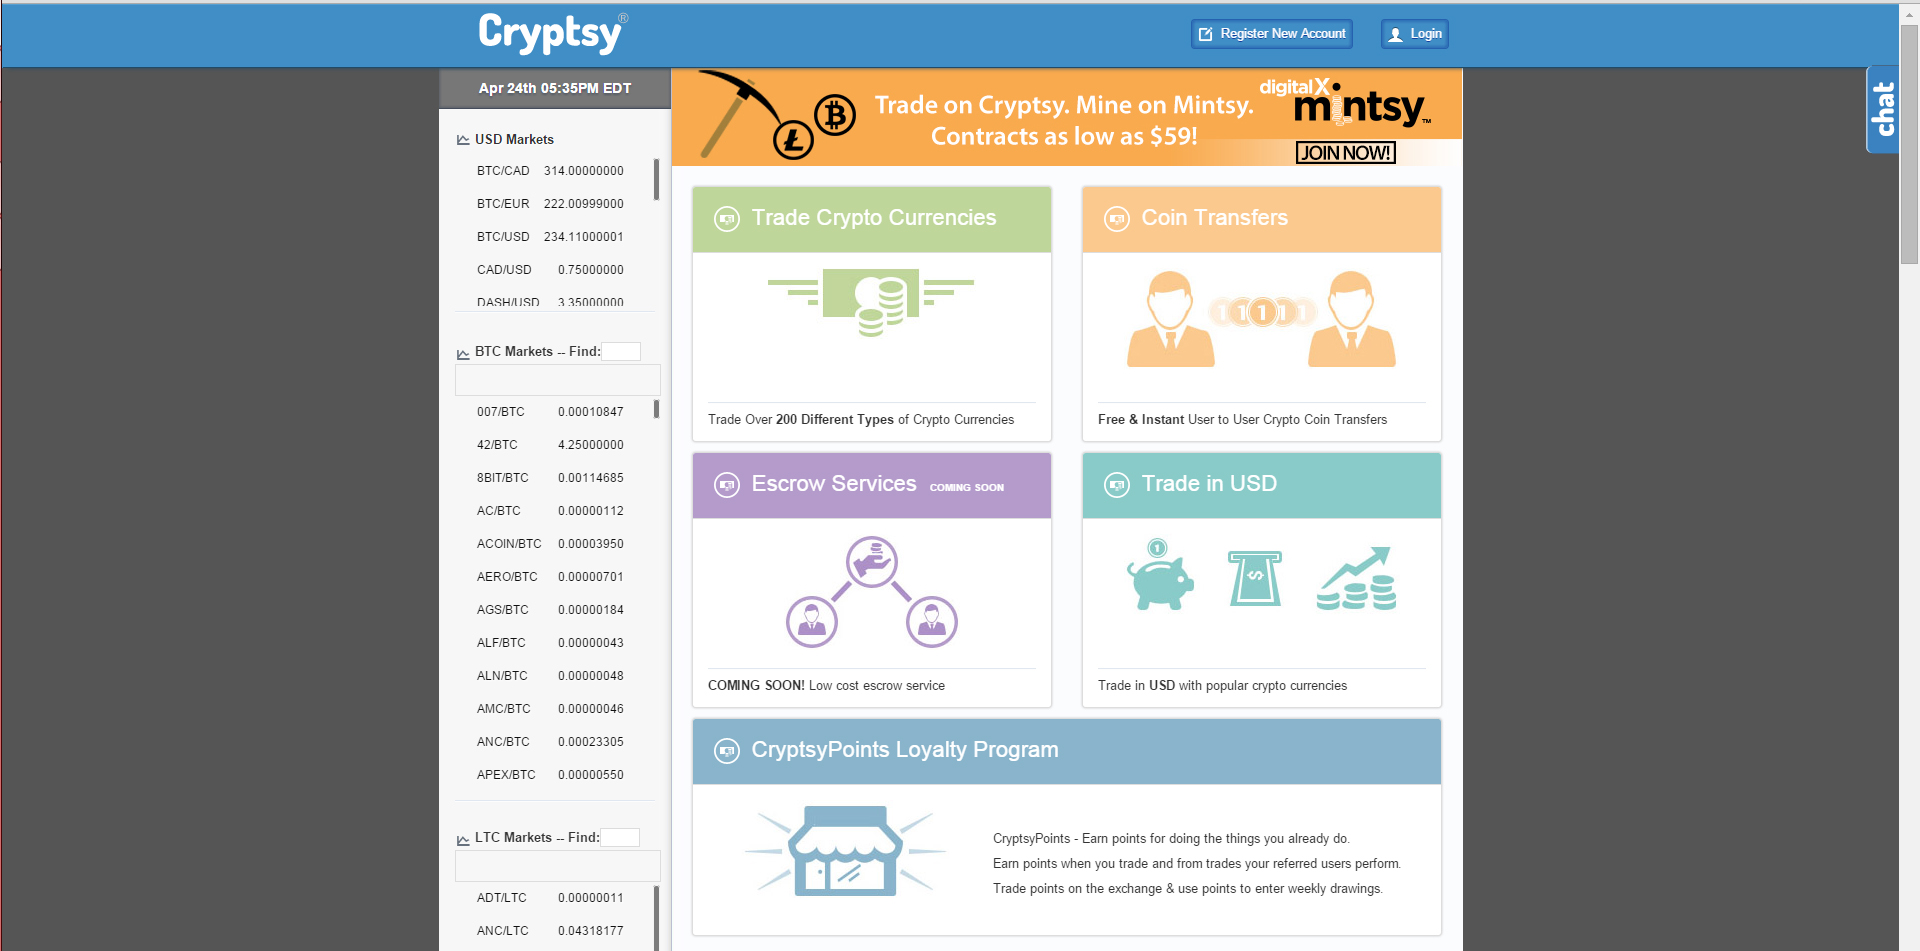 Cryptsy®
Register New Account
Login
chat
Apr 24th 05:35PM EDT
USD Markets
BTC/CAD 314.00000000
BTC/EUR 222.00999000
BTC/USD 234.11000001
CAD/USD 0.75000000
DASH/USD 3.35000000
BTC Markets -- Find:
007/BTC 0.00010847
42/BTC 4.25000000
8BIT/BTC 0.00114685
AC/BTC 0.00000112
ACOIN/BTC 0.00003950
AERO/BTC 0.00000701
AGS/BTC 0.00000184
ALF/BTC 0.00000043
ALN/BTC 0.00000048
AMC/BTC 0.00000046
ANC/BTC 0.00023305
APEX/BTC 0.00000550
LTC Markets -- Find:
ADT/LTC 0.00000011
ANC/LTC 0.04318177
Trade on Cryptsy. Mine on Mintsy.
Contracts as low as $59!
digitalX
mintsy™
JOIN NOW!
Trade Crypto Currencies
Trade Over 200 Different Types of Crypto Currencies
Coin Transfers
1 1 1 1 1
Free & Instant User to User Crypto Coin Transfers
Escrow Services COMING SOON
COMING SOON! Low cost escrow service
Trade in USD
1
$
Trade in USD with popular crypto currencies
CryptsyPoints Loyalty Program
CryptsyPoints - Earn points for doing the things you already do.
Earn points when you trade and from trades your referred users perform.
Trade points on the exchange & use points to enter weekly drawings.